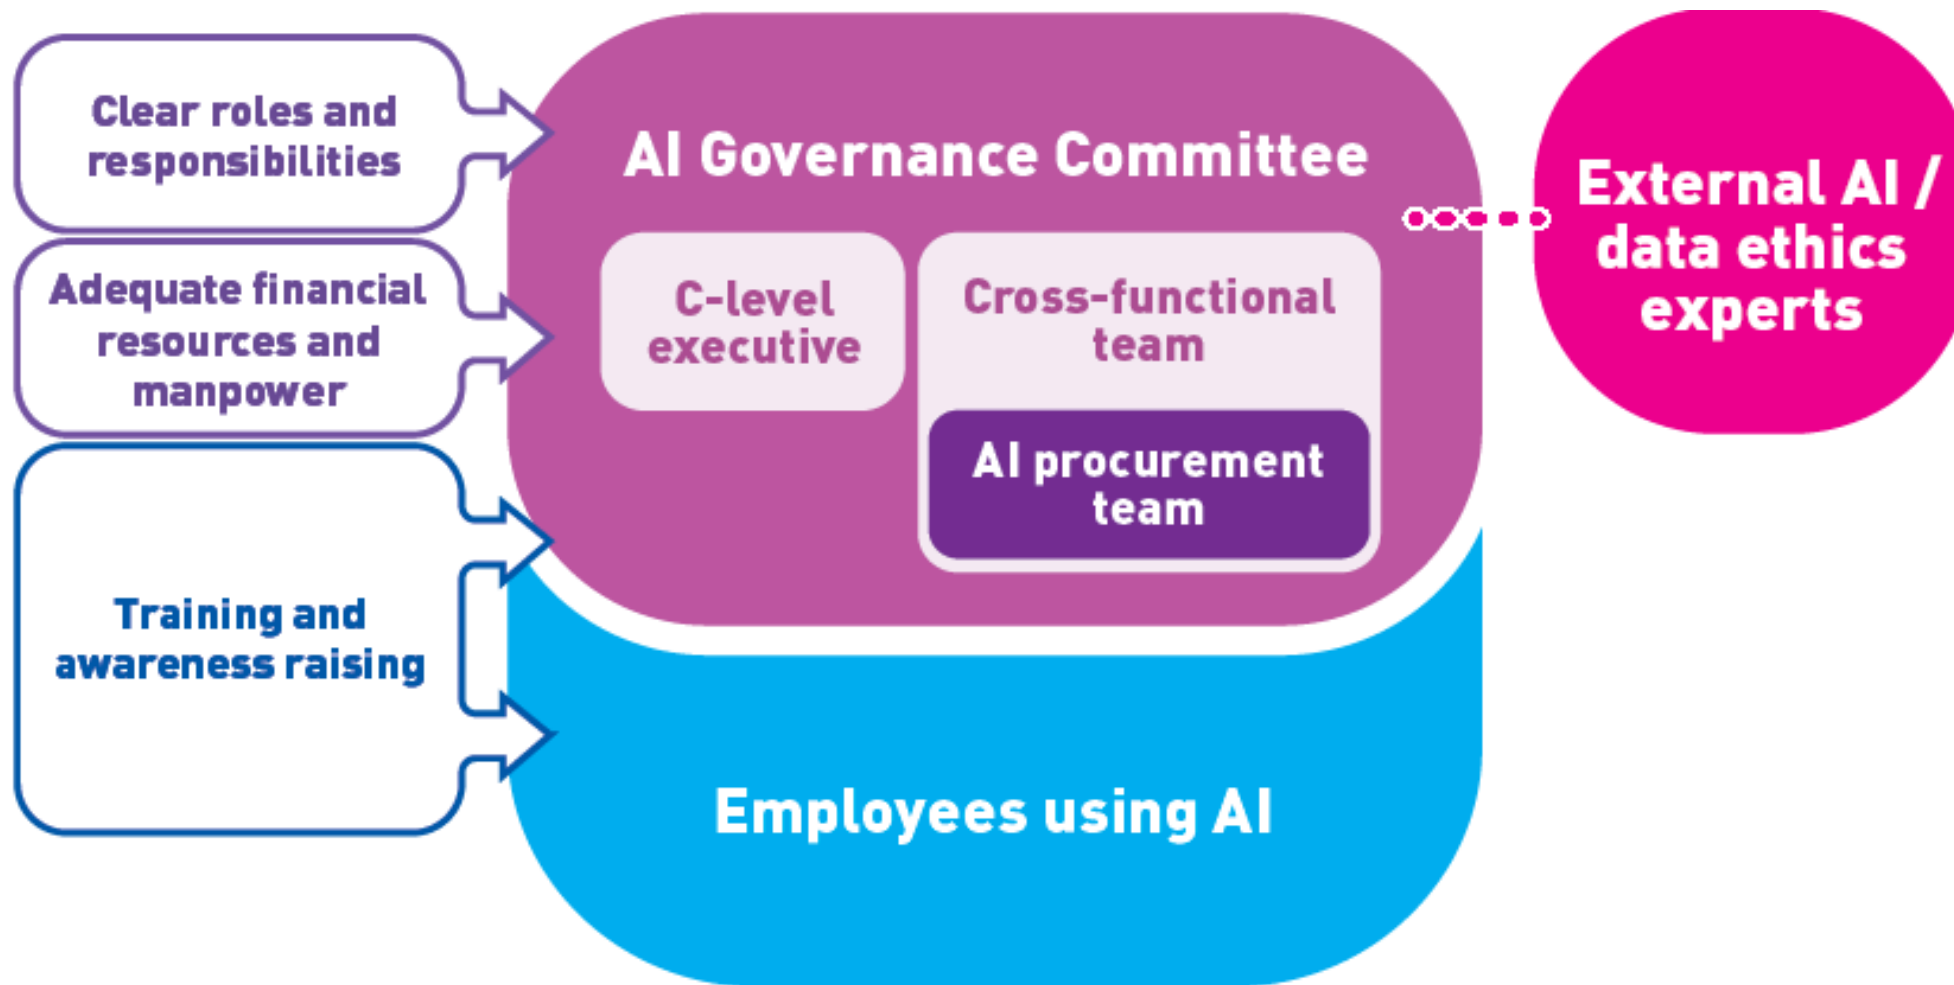 Clear roles and
responsibilities
Adequate financial
resources and
manpower
Training and
awareness raising
AI Governance Committee
C-level
executive
Cross-functional
team
AI procurement
team
Employees using AI
External AI /
data ethics
experts